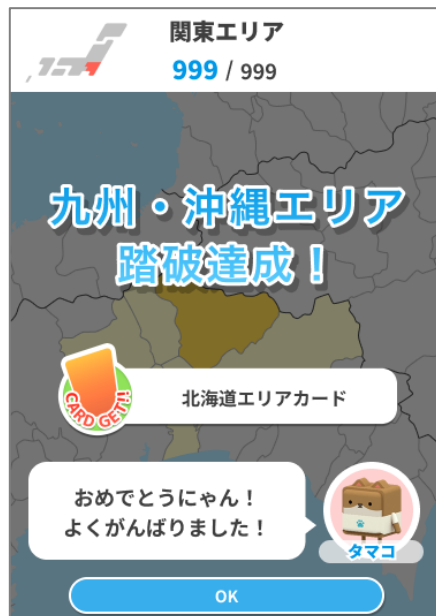 関東エリア
999 / 999
九州・沖縄エリア
踏破達成！
CARD GET!!
北海道エリアカード
おめでとうにゃん！
よくがんばりました！
タマコ
OK